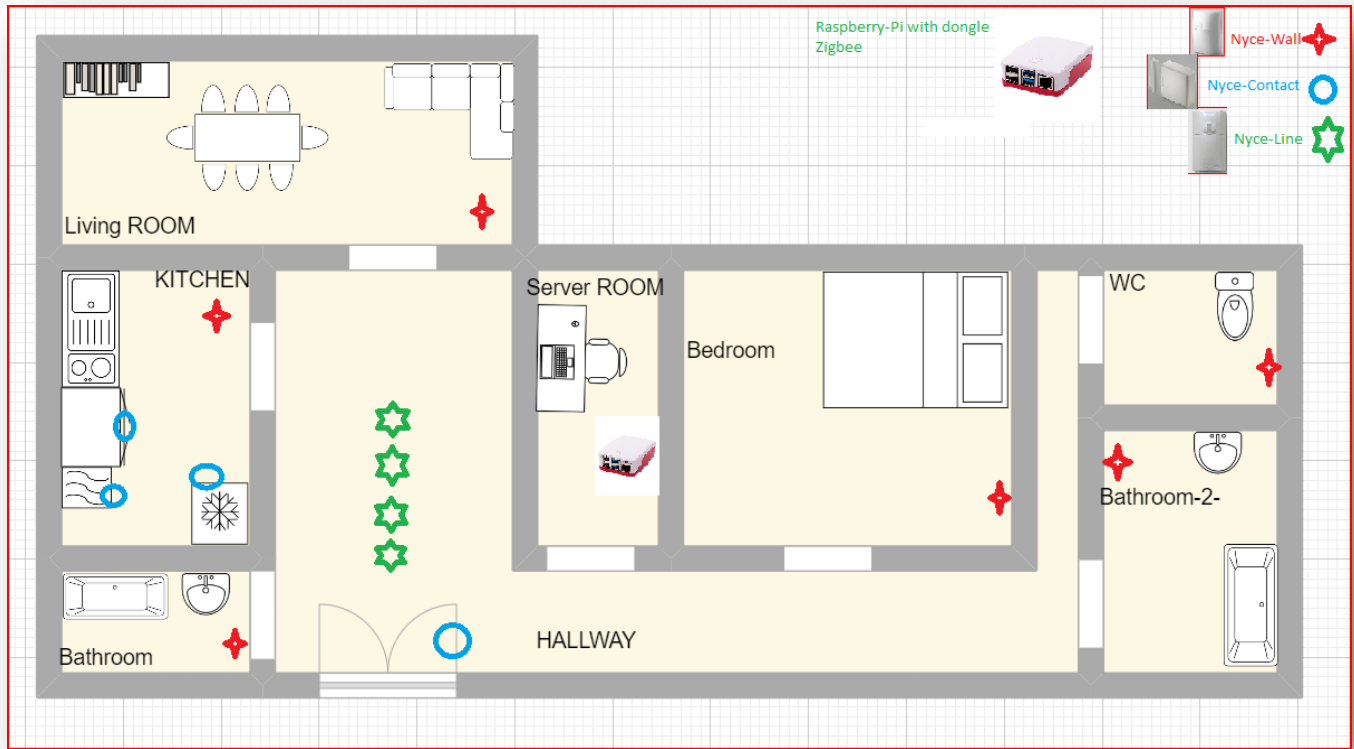 Raspberry-Pi with dongle
Zigbee
Nyce-Wall
Nyce-Contact
Nyce-Line
Living ROOM
KITCHEN
Server ROOM
WC
Bedroom
Bathroom-2-
HALLWAY
Bathroom